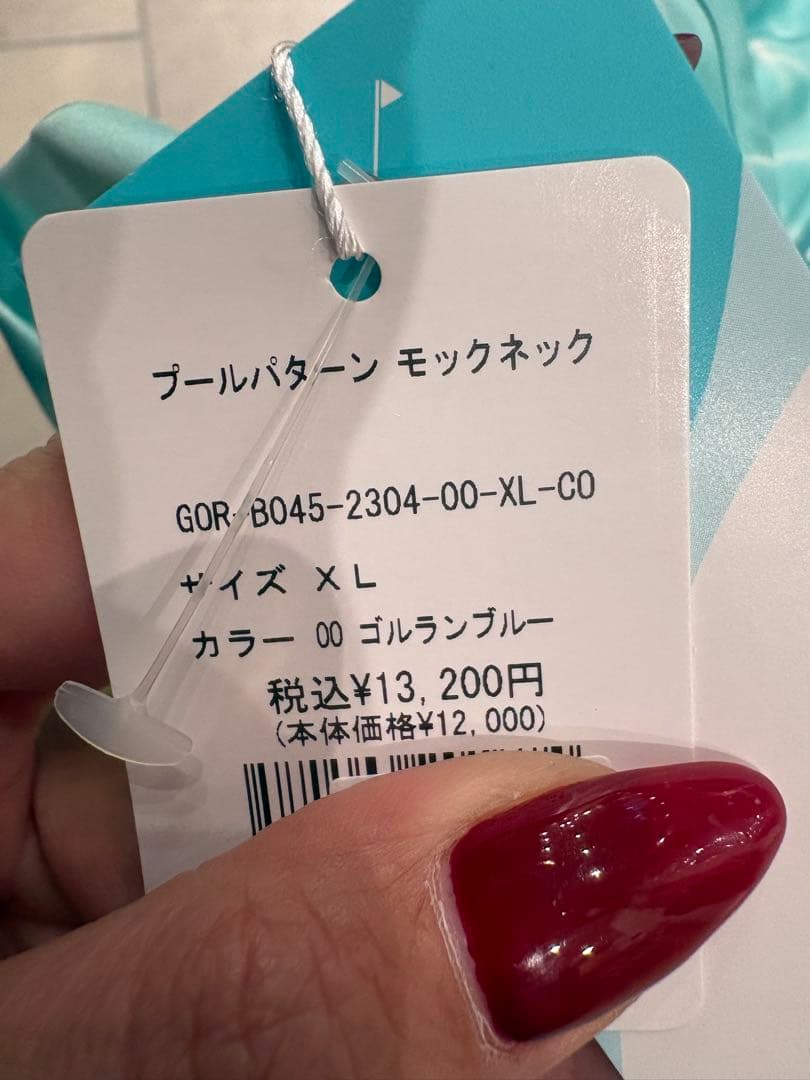 プールパターン モックネック
GOR-B045-2304-00-XL-CO
サイズ XL
カラー 00 ゴルランブルー
税込¥13,200円
(本体価格¥12,000)